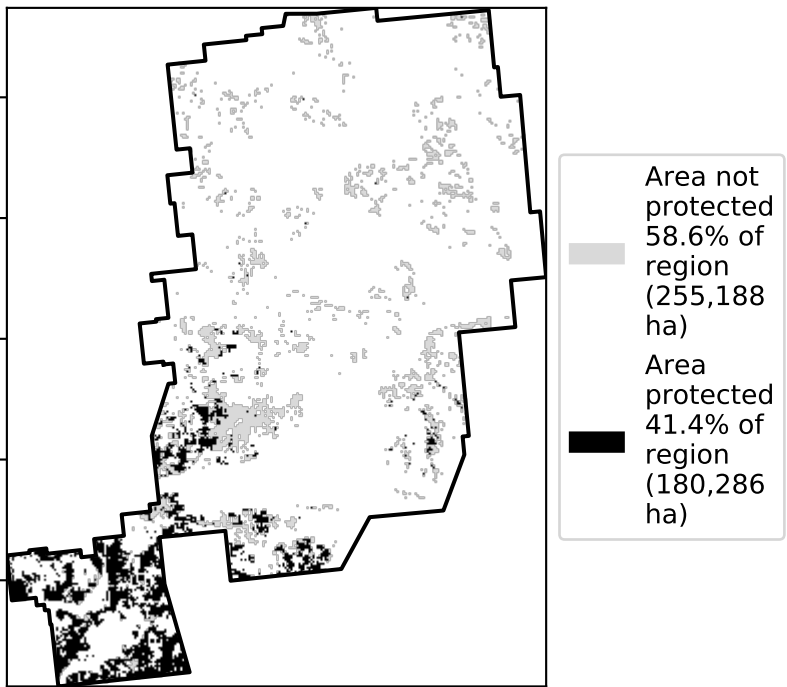 Area not
protected
58.6% of
region
(255,188
ha)
Area
protected
41.4% of
region
(180,286
ha)